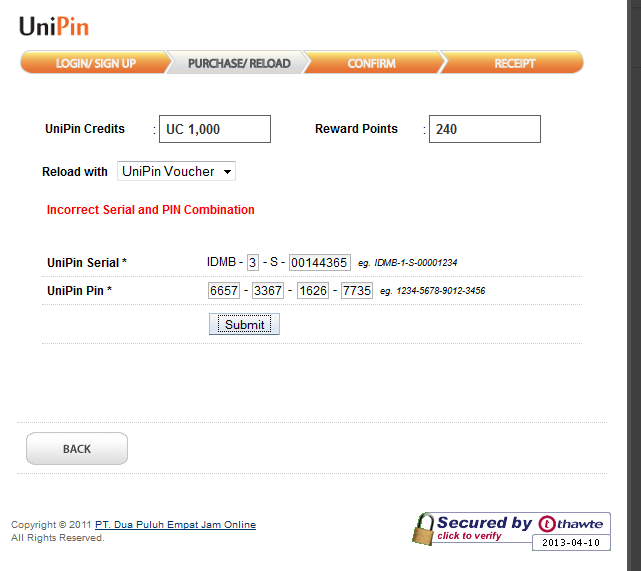 UniPin
LOGIN/ SIGN UP PURCHASE/ RELOAD CONFIRM RECEIPT
UniPin Credits : UC 1,000 Reward Points : 240
Reload with UniPin Voucher
Incorrect Serial and PIN Combination
UniPin Serial * IDMB - 3 - S - 00144365 eg. IDMB-1-S-00001234
UniPin Pin * 6657 - 3367 - 1626 - 7735 eg. 1234-5678-9012-3456
Submit
BACK
Copyright © 2011 PT. Dua Puluh Empat Jam Online
All Rights Reserved.
Secured by thawte
click to verify
2013-04-10